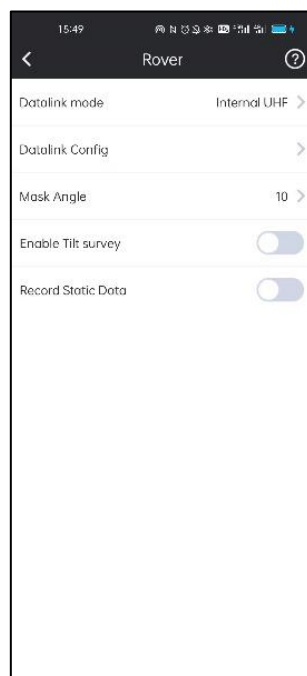 15:49
Rover
Datalink mode Internal UHF
Datalink Config
Mask Angle 10
Enable Tilt survey
Record Static Data